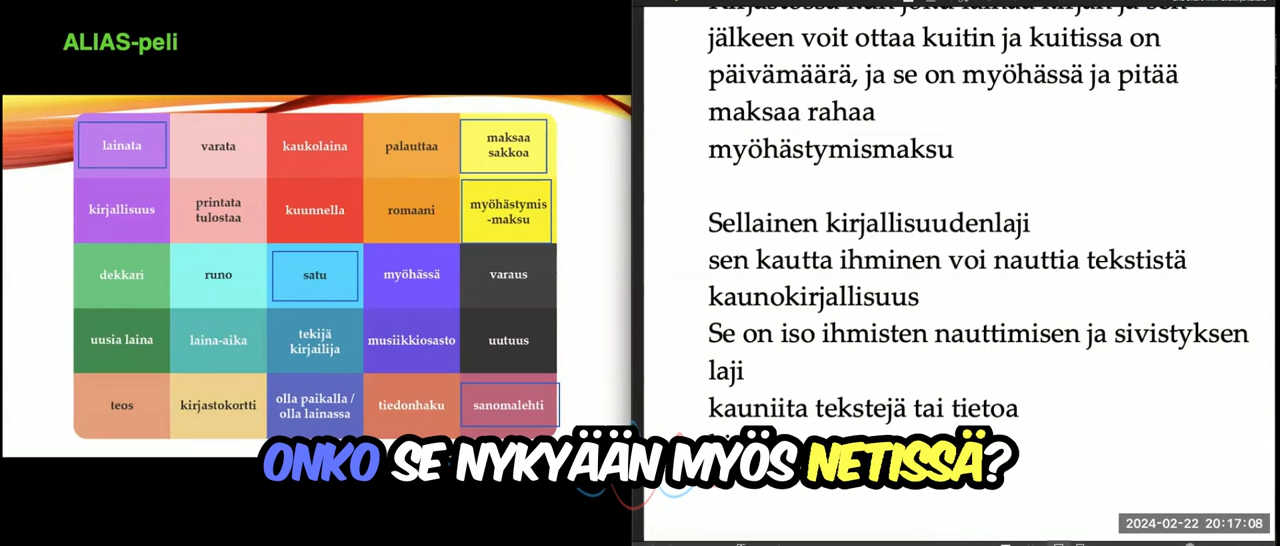 ALIAS-peli
lainata
varata
kaukolaina
palauttaa
maksaa
sakkoa
kirjallisuus
printata
tulostaa
kuunnella
romaani
myöhästymis
-maksu
dekkari
runo
satu
myöhässä
varaus
uusia laina
laina-aika
tekijä
kirjailija
musiikkiosasto
uutuus
teos
kirjastokortti
olla paikalla /
olla lainassa
tiedonhaku
sanomalehti
jälkeen voit ottaa kuitin ja kuitissa on
päivämäärä, ja se on myöhässä ja pitää
maksaa rahaa
myöhästymismaksu
Sellainen kirjallisuudenlaji
sen kautta ihminen voi nauttia tekstistä
kaunokirjallisuus
Se on iso ihmisten nauttimisen ja sivistyksen
laji
kauniita tekstejä tai tietoa
ONKO SE NYKYÄÄN MYÖS NETISSÄ?
2024-02-22 20:17:08